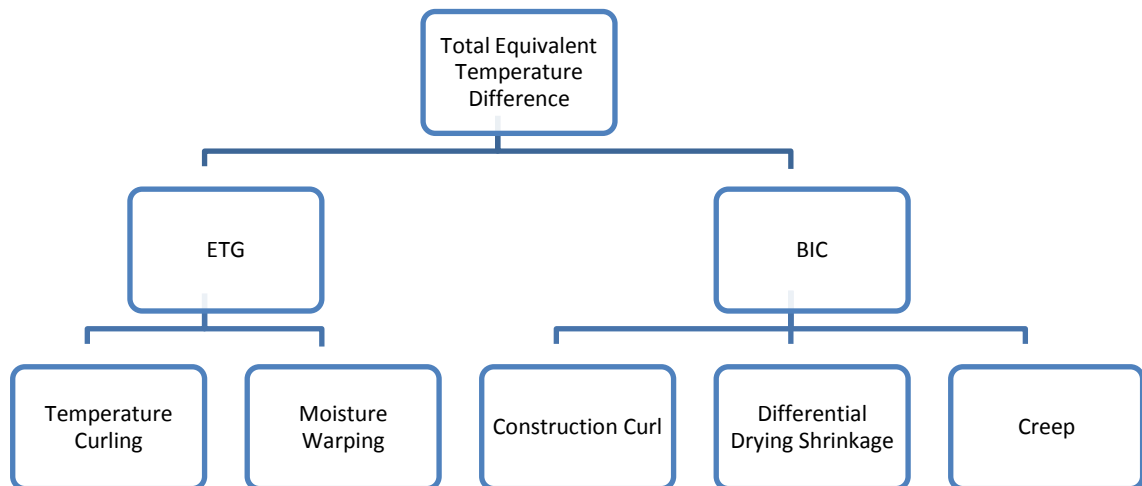 Total Equivalent
Temperature
Difference
ETG
BIC
Temperature
Curling
Moisture
Warping
Construction Curl
Differential
Drying Shrinkage
Creep